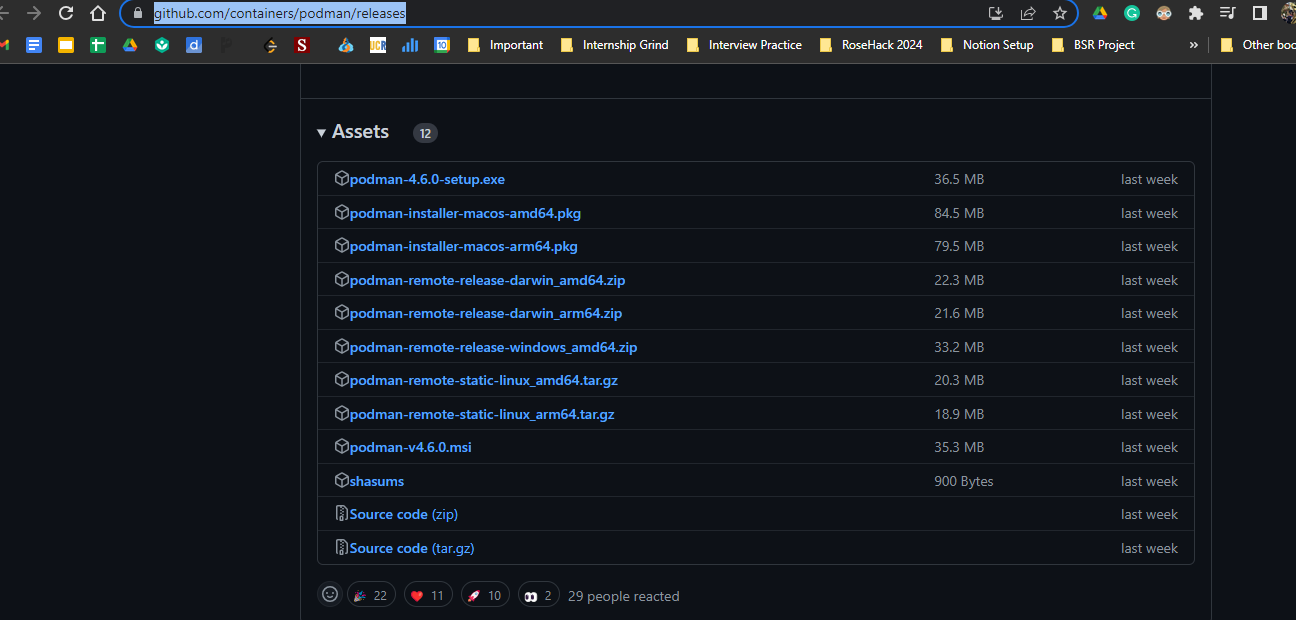 github.com/containers/podman/releases
S UCR 10 Important Internship Grind Interview Practice RoseHack 2024 Notion Setup BSR Project » Other boo
Assets 12
podman-4.6.0-setup.exe 36.5 MB last week
podman-installer-macos-amd64.pkg 84.5 MB last week
podman-installer-macos-arm64.pkg 79.5 MB last week
podman-remote-release-darwin_amd64.zip 22.3 MB last week
podman-remote-release-darwin_arm64.zip 21.6 MB last week
podman-remote-release-windows_amd64.zip 33.2 MB last week
podman-remote-static-linux_amd64.tar.gz 20.3 MB last week
podman-remote-static-linux_arm64.tar.gz 18.9 MB last week
podman-v4.6.0.msi 35.3 MB last week
shasums 900 Bytes last week
Source code (zip) last week
Source code (tar.gz) last week
22 11 10 2 29 people reacted